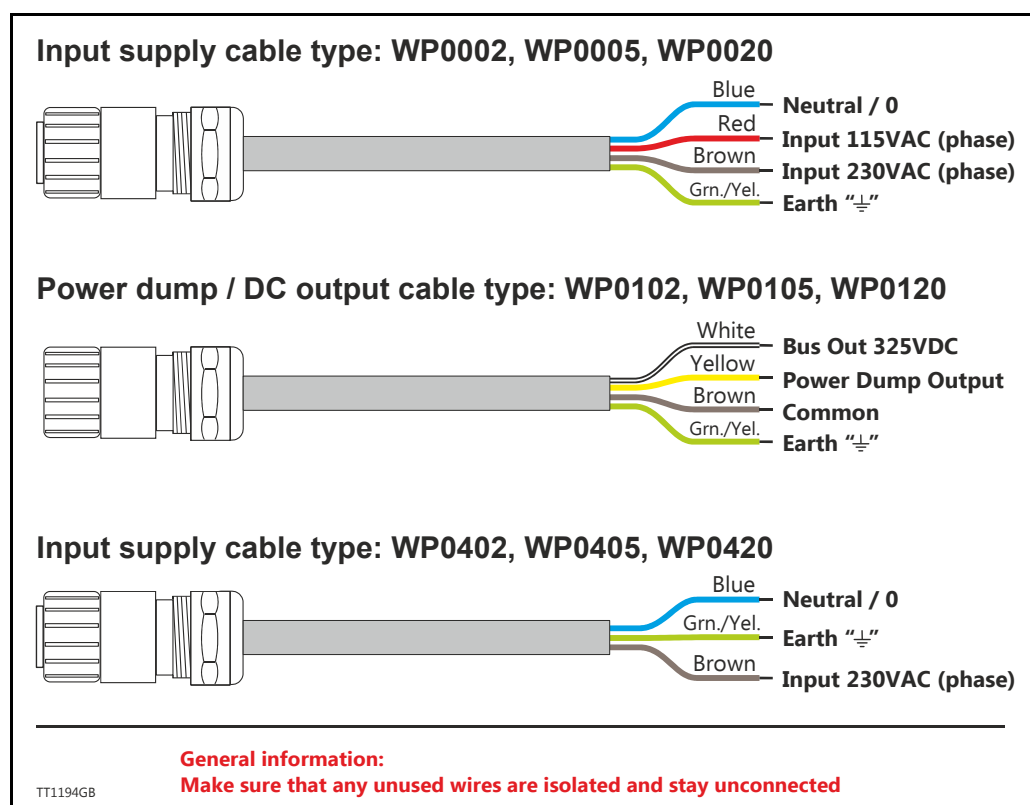 Input supply cable type: WP0002, WP0005, WP0020
Blue
Neutral / 0
Red
Input 115VAC (phase)
Brown
Input 230VAC (phase)
Grn./Yel.
Earth “⏚”
Power dump / DC output cable type: WP0102, WP0105, WP0120
White
Bus Out 325VDC
Yellow
Power Dump Output
Brown
Common
Grn./Yel.
Earth “⏚”
Input supply cable type: WP0402, WP0405, WP0420
Blue
Neutral / 0
Grn./Yel.
Earth “⏚”
Brown
Input 230VAC (phase)
General information:
Make sure that any unused wires are isolated and stay unconnected
TT1194GB